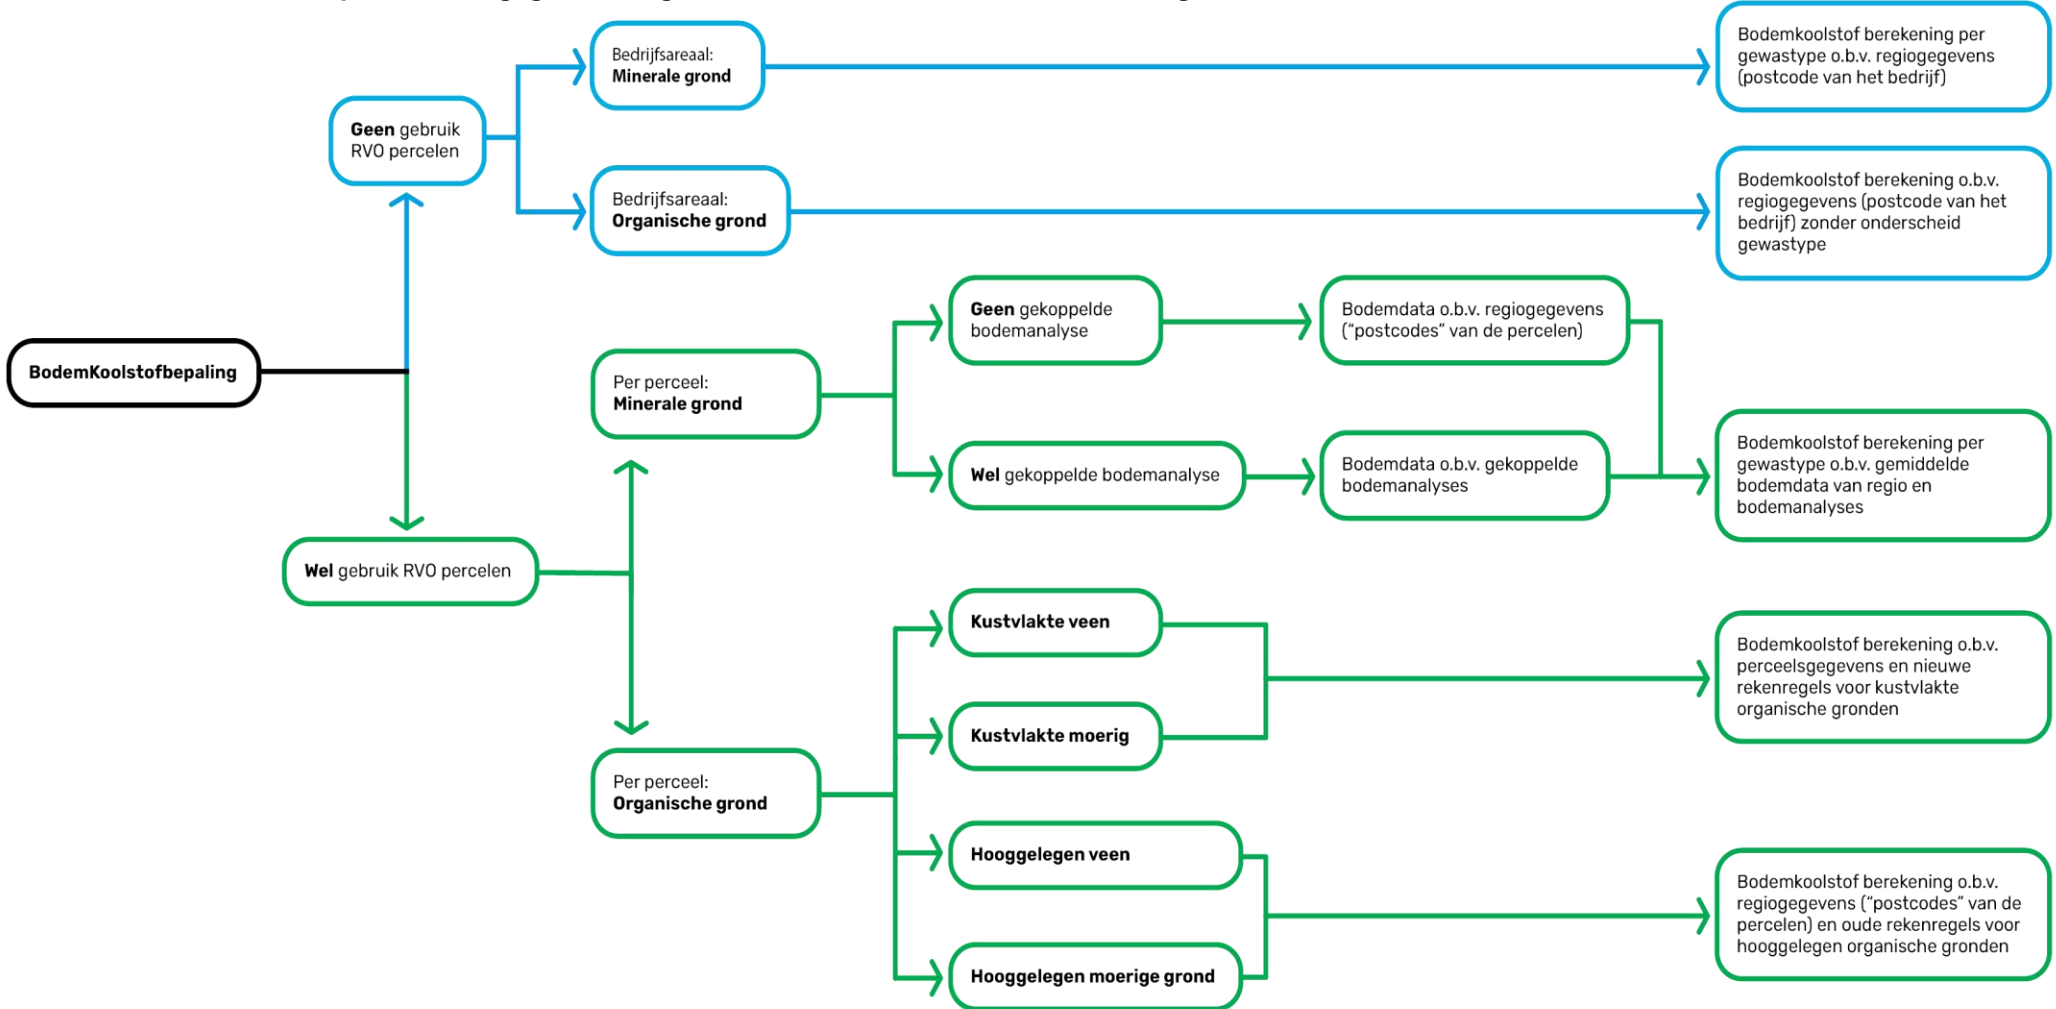 Bedrijfsareaal:
Minerale grond
Bodemkoolstof berekening per
gewastype o.b.v. regiogegevens
(postcode van het bedrijf)
Geen gebruik
RVO percelen
Bedrijfsareaal:
Organische grond
Bodemkoolstof berekening o.b.v.
regiogegevens (postcode van het
bedrijf) zonder onderscheid
gewastype
BodemKoolstofbepaling
Geen gekoppelde
bodemanalyse
Bodemdata o.b.v. regiogegevens
(“postcodes” van de percelen)
Per perceel:
Minerale grond
Wel gekoppelde bodemanalyse
Bodemdata o.b.v. gekoppelde
bodemanalyses
Bodemkoolstof berekening per
gewastype o.b.v. gemiddelde
bodemdata van regio en
bodemanalyses
Wel gebruik RVO percelen
Kustvlakte veen
Kustvlakte moerig
Bodemkoolstof berekening o.b.v.
perceelsgegevens en nieuwe
rekenregels voor kustvlakte
organische gronden
Per perceel:
Organische grond
Hooggelegen veen
Hooggelegen moerige grond
Bodemkoolstof berekening o.b.v.
regiogegevens (“postcodes” van de
percelen) en oude rekenregels voor
hooggelegen organische gronden